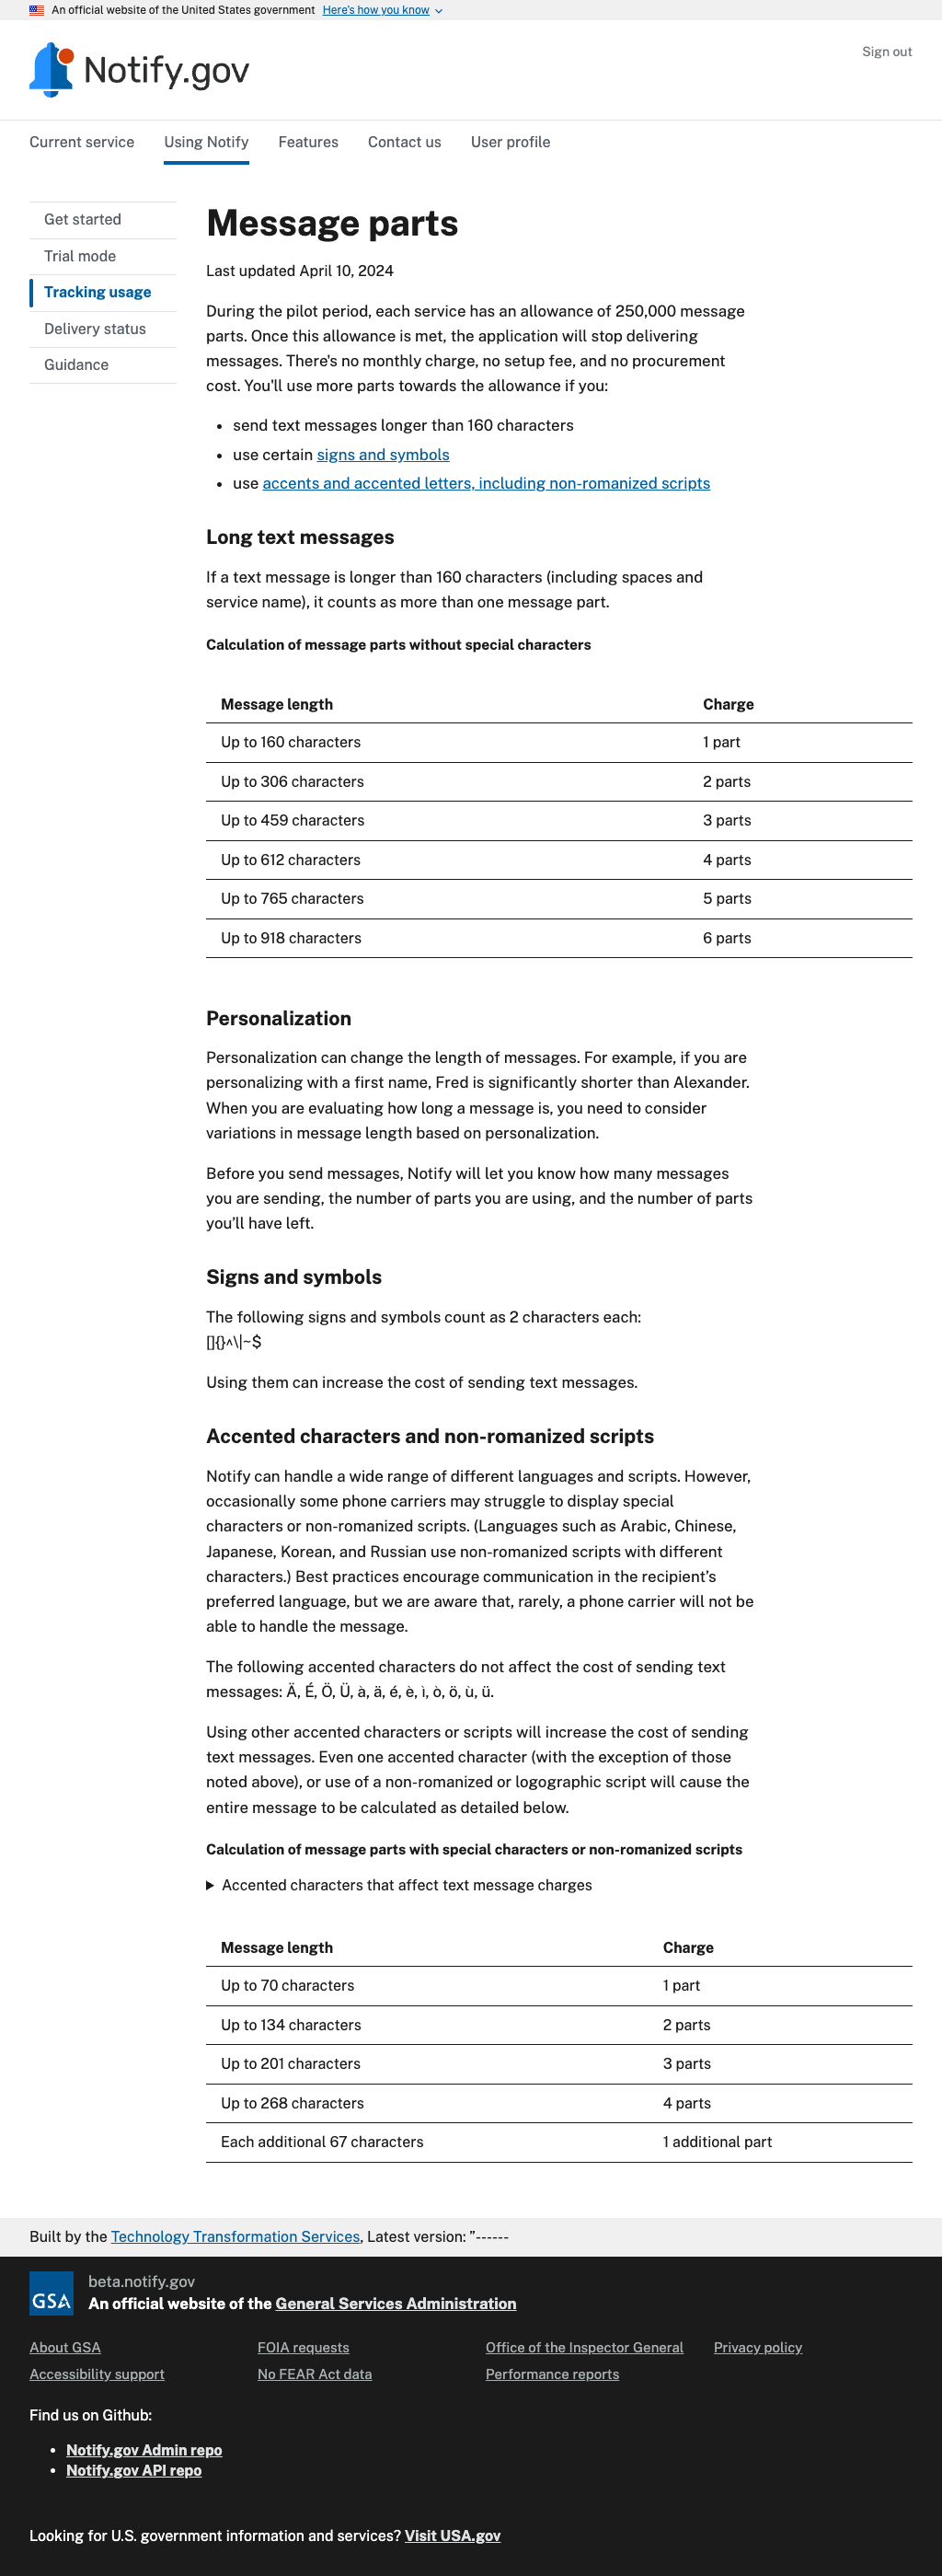 An official website of the United States government Here's how you know
Notify.gov
Sign out
Current service Using Notify Features Contact us User profile
Get started
Trial mode
Tracking usage
Delivery status
Guidance
Message parts
Last updated April 10, 2024
During the pilot period, each service has an allowance of 250,000 message
parts. Once this allowance is met, the application will stop delivering
messages. There's no monthly charge, no setup fee, and no procurement
cost. You'll use more parts towards the allowance if you:
• send text messages longer than 160 characters
• use certain signs and symbols
• use accents and accented letters, including non-romanized scripts
Long text messages
If a text message is longer than 160 characters (including spaces and
service name), it counts as more than one message part.
Calculation of message parts without special characters
Message length Charge
Up to 160 characters 1 part
Up to 306 characters 2 parts
Up to 459 characters 3 parts
Up to 612 characters 4 parts
Up to 765 characters 5 parts
Up to 918 characters 6 parts
Personalization
Personalization can change the length of messages. For example, if you are
personalizing with a first name, Fred is significantly shorter than Alexander.
When you are evaluating how long a message is, you need to consider
variations in message length based on personalization.
Before you send messages, Notify will let you know how many messages
you are sending, the number of parts you are using, and the number of parts
you’ll have left.
Signs and symbols
The following signs and symbols count as 2 characters each:
[]{}^\|~$
Using them can increase the cost of sending text messages.
Accented characters and non-romanized scripts
Notify can handle a wide range of different languages and scripts. However,
occasionally some phone carriers may struggle to display special
characters or non-romanized scripts. (Languages such as Arabic, Chinese,
Japanese, Korean, and Russian use non-romanized scripts with different
characters.) Best practices encourage communication in the recipient’s
preferred language, but we are aware that, rarely, a phone carrier will not be
able to handle the message.
The following accented characters do not affect the cost of sending text
messages: Ä, É, Ö, Ü, à, ä, é, è, ì, ò, ö, ù, ü.
Using other accented characters or scripts will increase the cost of sending
text messages. Even one accented character (with the exception of those
noted above), or use of a non-romanized or logographic script will cause the
entire message to be calculated as detailed below.
Calculation of message parts with special characters or non-romanized scripts
▶ Accented characters that affect text message charges
Message length Charge
Up to 70 characters 1 part
Up to 134 characters 2 parts
Up to 201 characters 3 parts
Up to 268 characters 4 parts
Each additional 67 characters 1 additional part
Built by the Technology Transformation Services, Latest version: ”------
GSA
beta.notify.gov
An official website of the General Services Administration
About GSA FOIA requests Office of the Inspector General Privacy policy
Accessibility support No FEAR Act data Performance reports
Find us on Github:
• Notify.gov Admin repo
• Notify.gov API repo
Looking for U.S. government information and services? Visit USA.gov